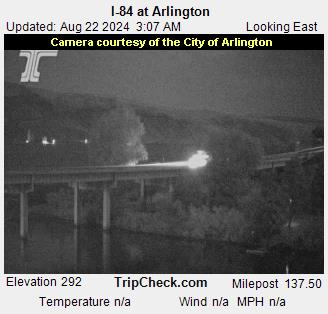 I-84 at Arlington
Updated: Aug 22 2024 3:07 AM Looking East
Camera courtesy of the City of Arlington
Elevation 292 TripCheck.com Milepost 137.50
Temperature n/a Wind n/a MPH n/a